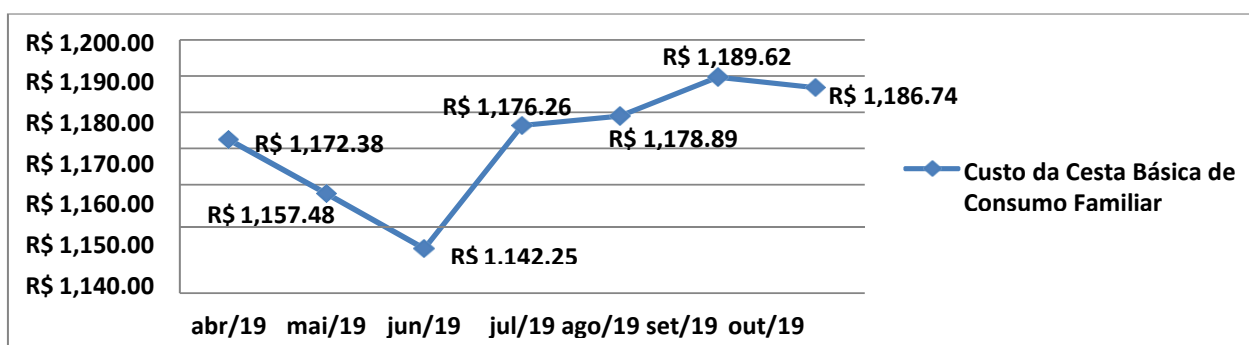 R$ 1,200.00
R$ 1,190.00
R$ 1,180.00
R$ 1,170.00
R$ 1,160.00
R$ 1,150.00
R$ 1,140.00
R$ 1,172.38
R$ 1,157.48
R$ 1.142.25
R$ 1,176.26
R$ 1,178.89
R$ 1,189.62
R$ 1,186.74
abr/19 mai/19 jun/19 jul/19 ago/19 set/19 out/19
Custo da Cesta Básica de
Consumo Familiar